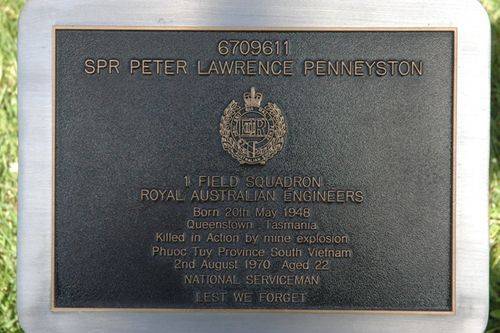 6709611
SPR PETER LAWRENCE PENNEYSTON
1 FIELD SQUADRON
ROYAL AUSTRALIAN ENGINEERS
Born 20th May 1948
Queenstown Tasmania
Killed in Action by mine explosion
Phuoc Tuy Province South Vietnam
2nd August 1970 Aged 22
NATIONAL SERVICEMAN
LEST WE FORGET